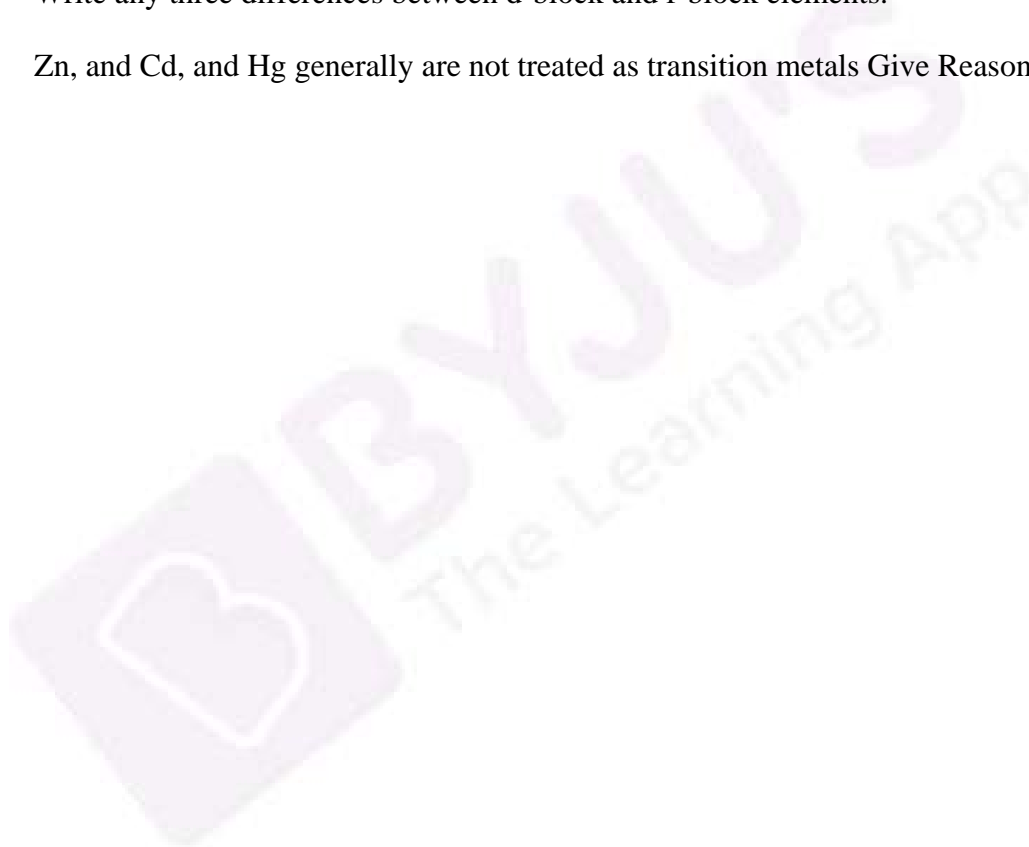 Write any three differences between d-block and f-block elements.
Zn, and Cd, and Hg generally are not treated as transition metals Give Reason
BYJU'S
The Learning App